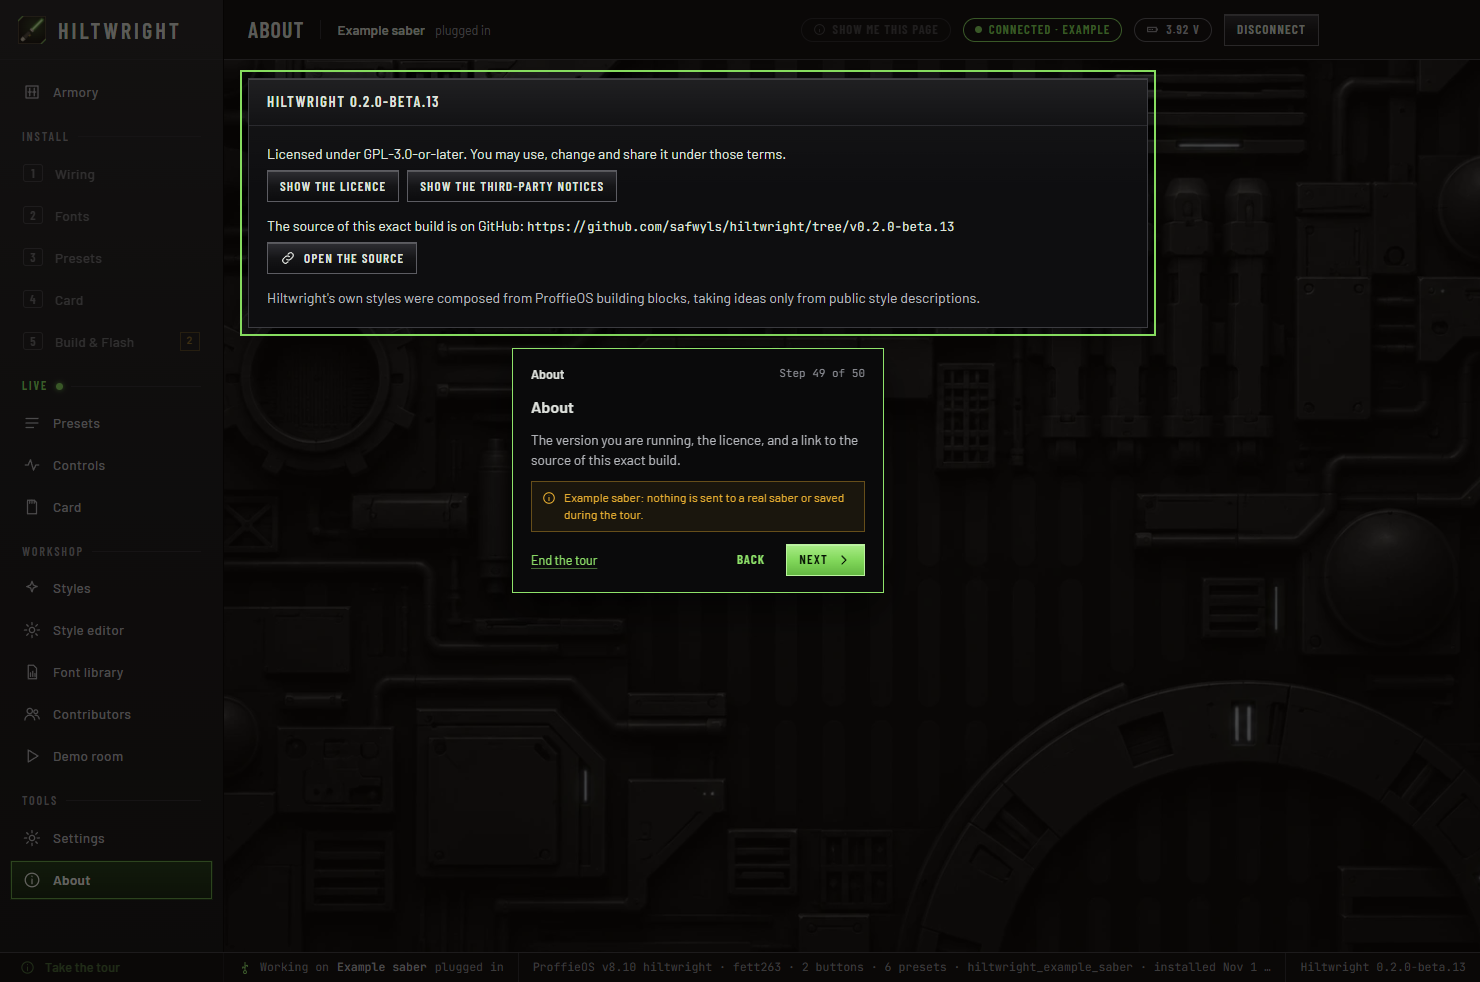 HILTWRIGHT
ABOUT
Example saber plugged in
SHOW ME THIS PAGE
CONNECTED · EXAMPLE
3.92 V
DISCONNECT
Armory
INSTALL
1 Wiring
2 Fonts
3 Presets
4 Card
5 Build & Flash 2
LIVE
Presets
Controls
Card
WORKSHOP
Styles
Style editor
Font library
Contributors
Demo room
TOOLS
Settings
About
Take the tour
HILTWRIGHT 0.2.0-BETA.13
Licensed under GPL-3.0-or-later. You may use, change and share it under those terms.
SHOW THE LICENCE
SHOW THE THIRD-PARTY NOTICES
The source of this exact build is on GitHub: https://github.com/safwyls/hiltwright/tree/v0.2.0-beta.13
OPEN THE SOURCE
Hiltwright's own styles were composed from ProffieOS building blocks, taking ideas only from public style descriptions.
About
Step 49 of 50
About
The version you are running, the licence, and a link to the
source of this exact build.
Example saber: nothing is sent to a real saber or saved
during the tour.
End the tour
BACK
NEXT
Working on Example saber plugged in
ProffieOS v8.10 hiltwright · fett263 · 2 buttons · 6 presets · hiltwright_example_saber · installed Nov 1 …
Hiltwright 0.2.0-beta.13